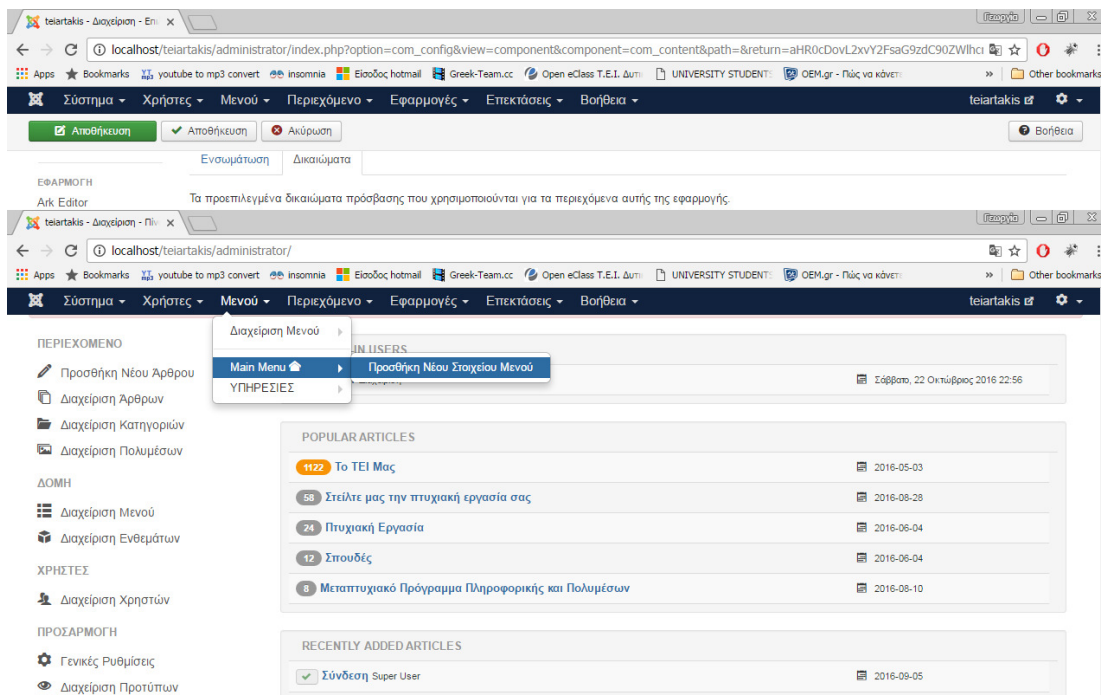 teiartakis - Διαχείριση - Επι
Γεωργία
localhost/teiartakis/administrator/index.php?option=com_config&view=component&component=com_content&path=&return=aHR0cDovL2xvY2FsaG9zdC90ZWlhci
Apps Bookmarks youtube to mp3 convert insomnia Είσοδος hotmail Greek-Team.cc Open eClass Τ.Ε.Ι. Δυτι UNIVERSITY STUDENT OEM.gr - Πώς να κάνετε » Other bookmarks
Σύστημα Χρήστες Μενού Περιεχόμενο Εφαρμογές Επεκτάσεις Βοήθεια teiartakis
Αποθήκευση Αποθήκευση Ακύρωση Βοήθεια
Ενσωμάτωση Δικαιώματα
ΕΦΑΡΜΟΓΗ
Ark Editor
Τα προεπιλεγμένα δικαιώματα πρόσβασης που χρησιμοποιούνται για τα περιεχόμενα αυτής της εφαρμογής.
teiartakis - Διαχείριση - Πίν
Γεωργία
localhost/teiartakis/administrator/
Apps Bookmarks youtube to mp3 convert insomnia Είσοδος hotmail Greek-Team.cc Open eClass Τ.Ε.Ι. Δυτι UNIVERSITY STUDENT OEM.gr - Πώς να κάνετε » Other bookmarks
Σύστημα Χρήστες Μενού Περιεχόμενο Εφαρμογές Επεκτάσεις Βοήθεια teiartakis
Διαχείριση Μενού
Main Menu Προσθήκη Νέου Στοιχείου Μενού
ΥΠΗΡΕΣΙΕΣ
ΠΕΡΙΕΧΟΜΕΝΟ
Προσθήκη Νέου Άρθρου
Διαχείριση Άρθρων
Διαχείριση Κατηγοριών
Διαχείριση Πολυμέσων
ΔΟΜΗ
Διαχείριση Μενού
Διαχείριση Ενθεμάτων
ΧΡΗΣΤΕΣ
Διαχείριση Χρηστών
ΠΡΟΣΑΡΜΟΓΗ
Γενικές Ρυθμίσεις
Διαχείριση Προτύπων
IN USERS
Σάββατο, 22 Οκτώβριος 2016 22:56
POPULAR ARTICLES
1122 Το ΤΕΙ Μας 2016-05-03
58 Στείλτε μας την πτυχιακή εργασία σας 2016-08-28
24 Πτυχιακή Εργασία 2016-06-04
12 Σπουδές 2016-06-04
8 Μεταπτυχιακό Πρόγραμμα Πληροφορικής και Πολυμέσων 2016-08-10
RECENTLY ADDED ARTICLES
Σύνδεση Super User 2016-09-05